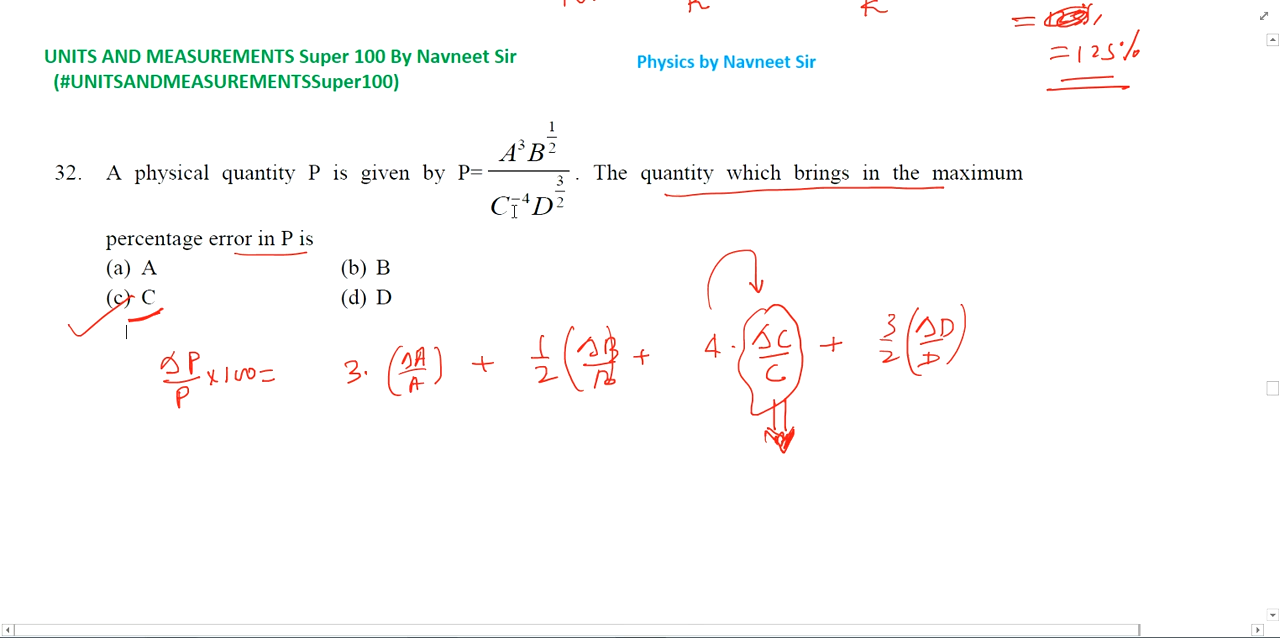 K K = 
= 125%
UNITS AND MEASUREMENTS Super 100 By Navneet Sir
(#UNITSANDMEASUREMENTSSuper100)
Physics by Navneet Sir
32. A physical quantity P is given by P= A³B^(1/2) / C⁻⁴D^(3/2) . The quantity which brings in the maximum
percentage error in P is
(a) A (b) B
(c) C (d) D
ΔP/P ×100= 3·(ΔA/A) + 1/2(ΔB/B) + 4·(ΔC/C) + 3/2(ΔD/D)